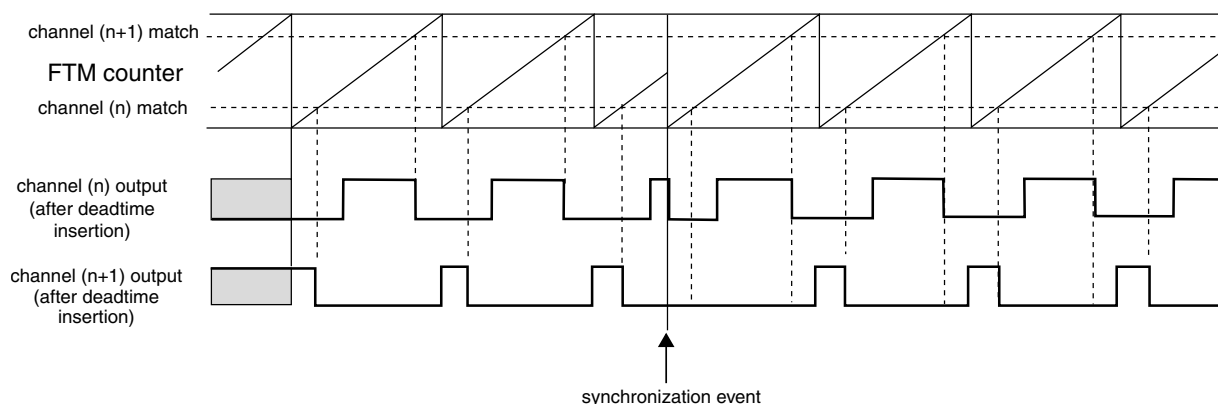 channel (n+1) match
FTM counter
channel (n) match
channel (n) output
(after deadtime
insertion)
channel (n+1) output
(after deadtime
insertion)
synchronization event